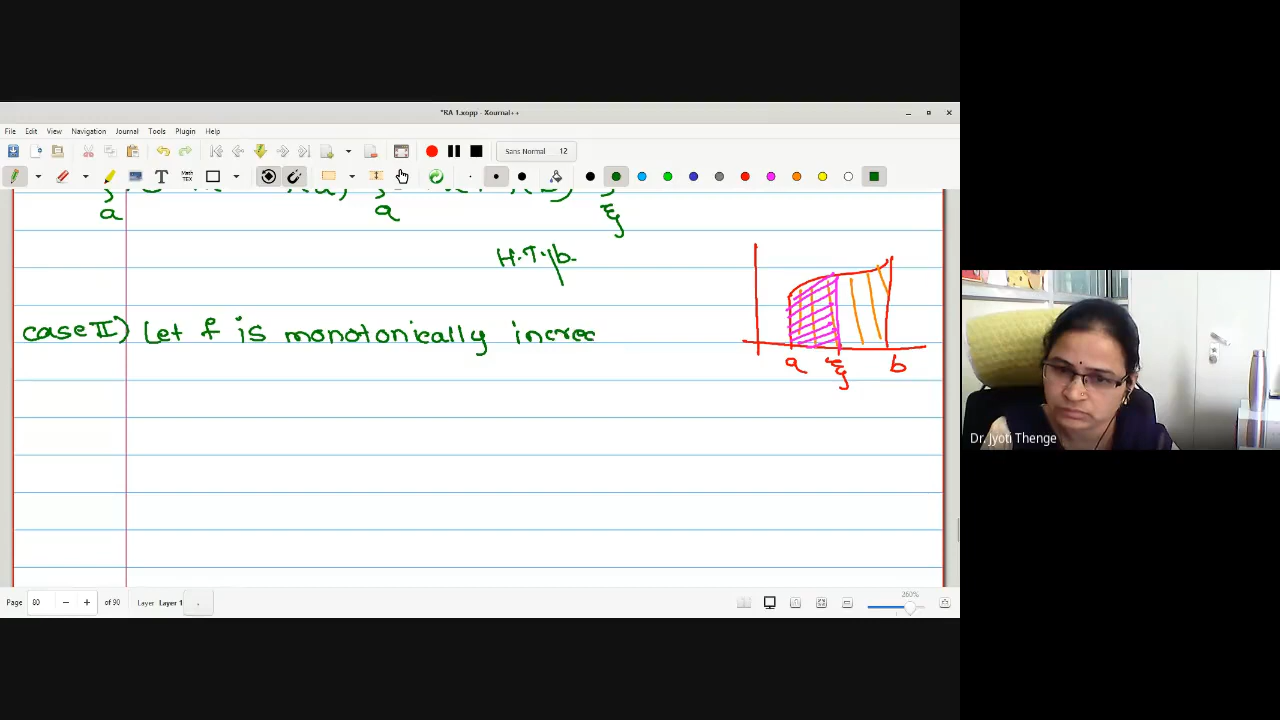 *RA 1.xopp - Xournal++
File Edit View Navigation Journal Tools Plugin Help
Sans Normal 12
a a ξ
H.T.b.
case II) Let f is monotonically increa
a ξ b
Dr. Jyoti Thenge
Page 80 of 90 Layer Layer 1 260%